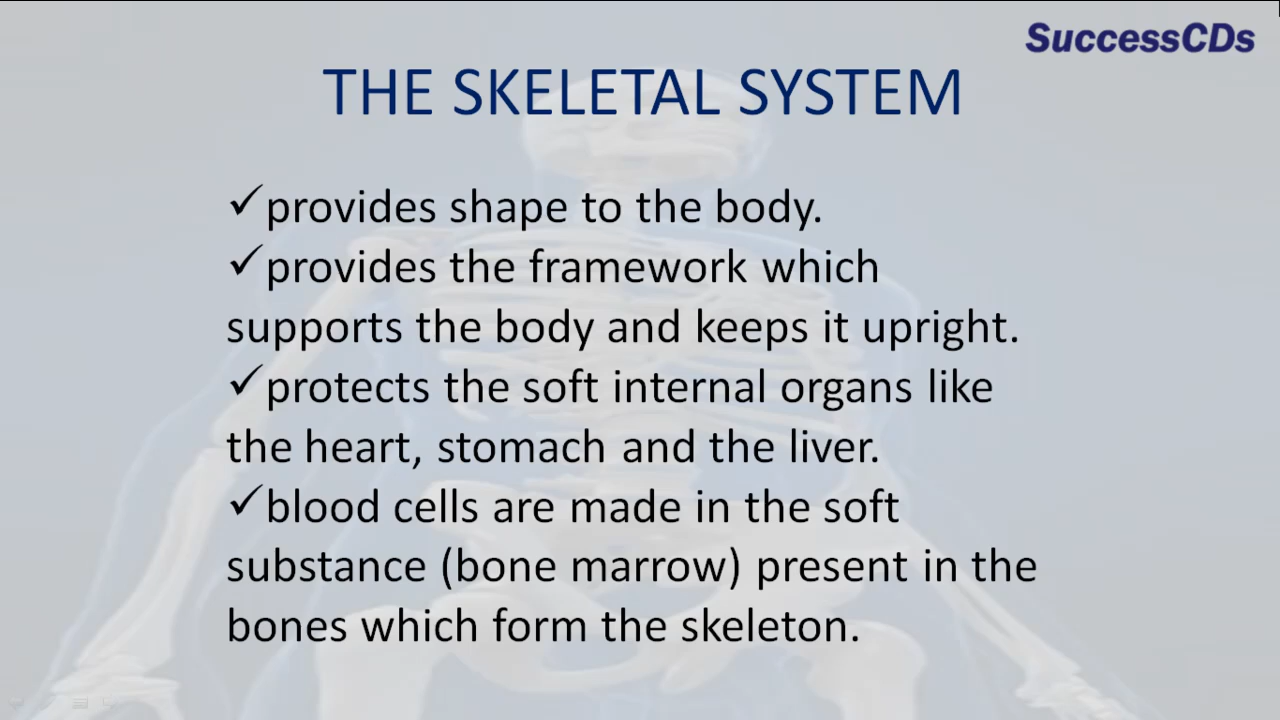 SuccessCDs
THE SKELETAL SYSTEM
✓provides shape to the body.
✓provides the framework which
supports the body and keeps it upright.
✓protects the soft internal organs like
the heart, stomach and the liver.
✓blood cells are made in the soft
substance (bone marrow) present in the
bones which form the skeleton.